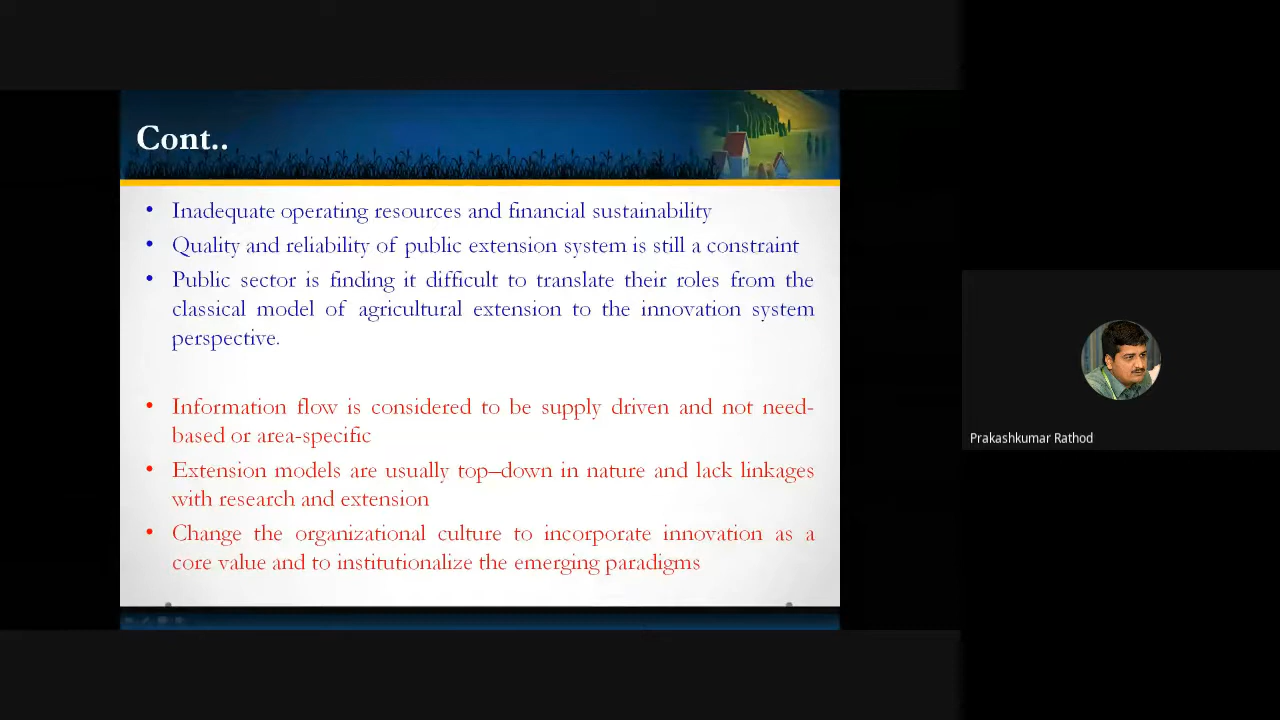 Cont..
• Inadequate operating resources and financial sustainability
• Quality and reliability of public extension system is still a constraint
• Public sector is finding it difficult to translate their roles from the
classical model of agricultural extension to the innovation system
perspective.
• Information flow is considered to be supply driven and not need-
based or area-specific
• Extension models are usually top–down in nature and lack linkages
with research and extension
• Change the organizational culture to incorporate innovation as a
core value and to institutionalize the emerging paradigms
Prakashkumar Rathod